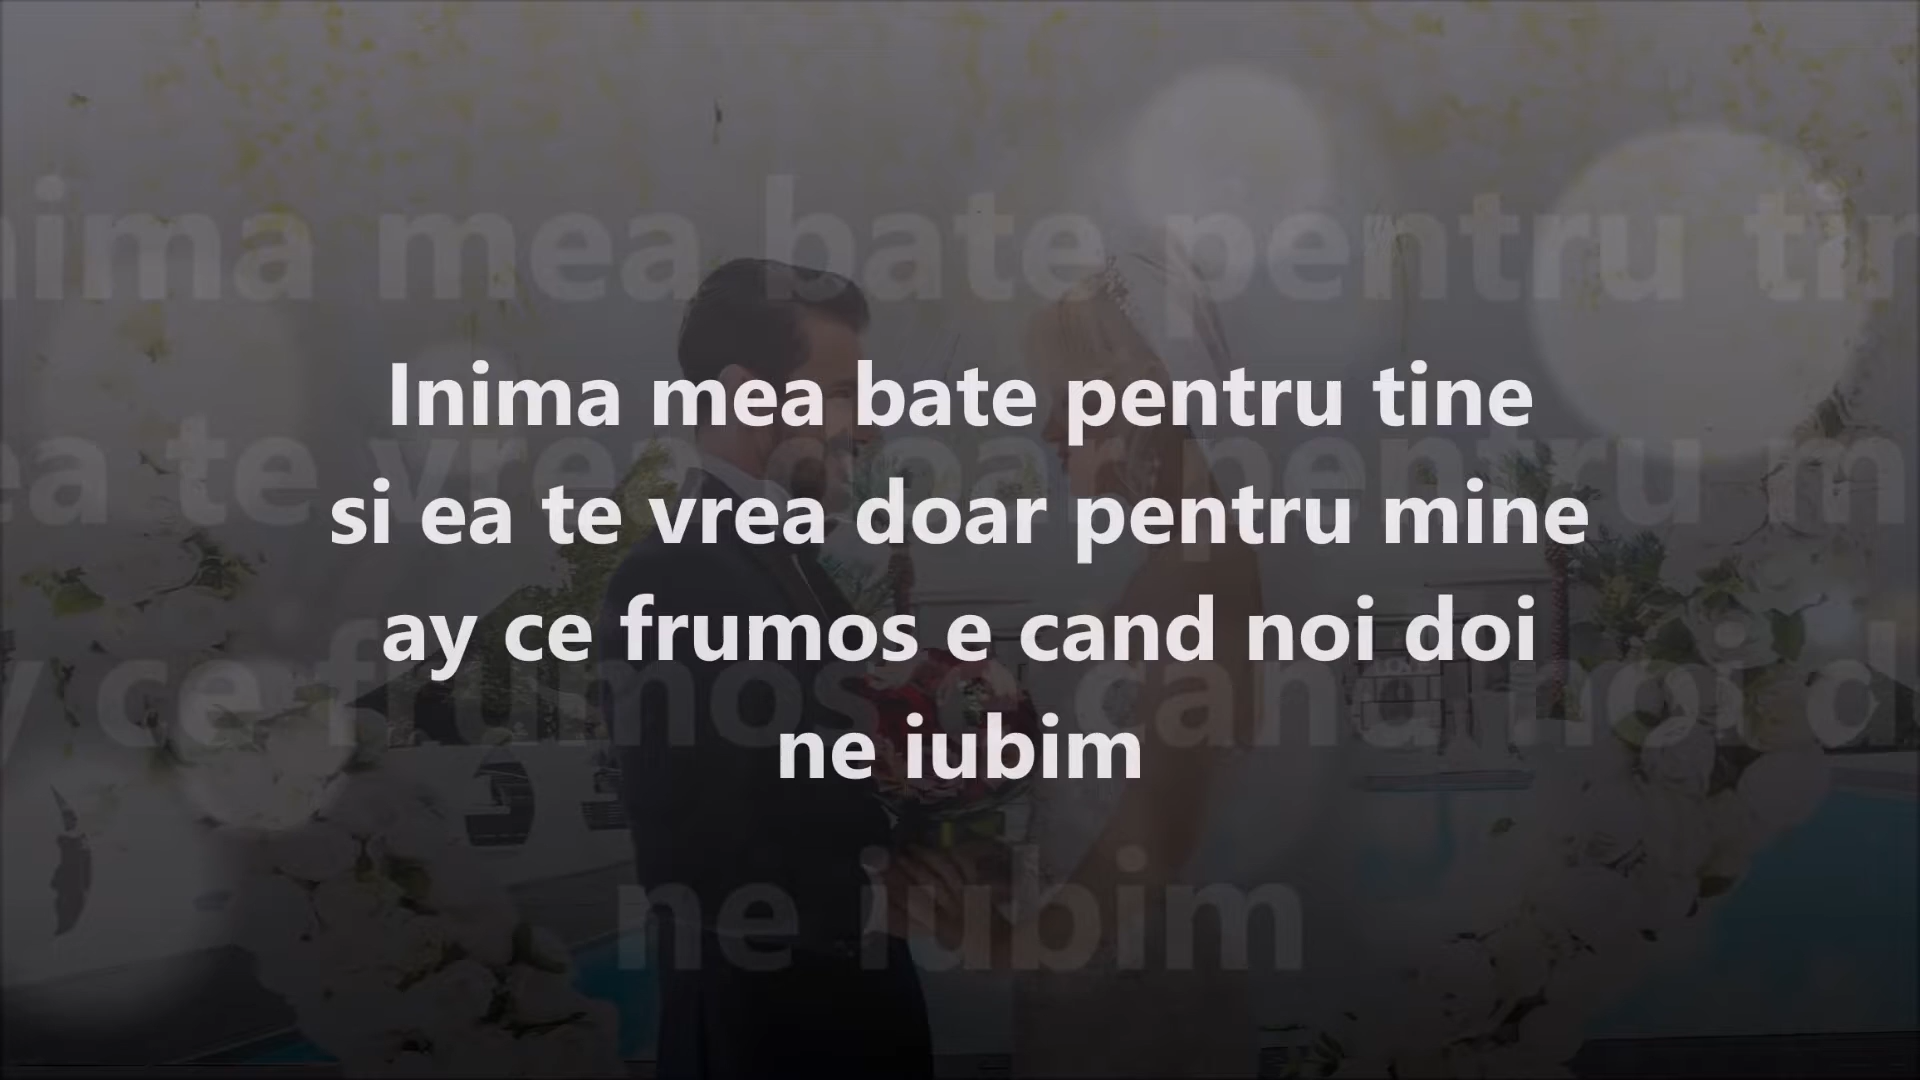 Inima mea bate pentru tine
si ea te vrea doar pentru mine
ay ce frumos e cand noi doi
ne iubim